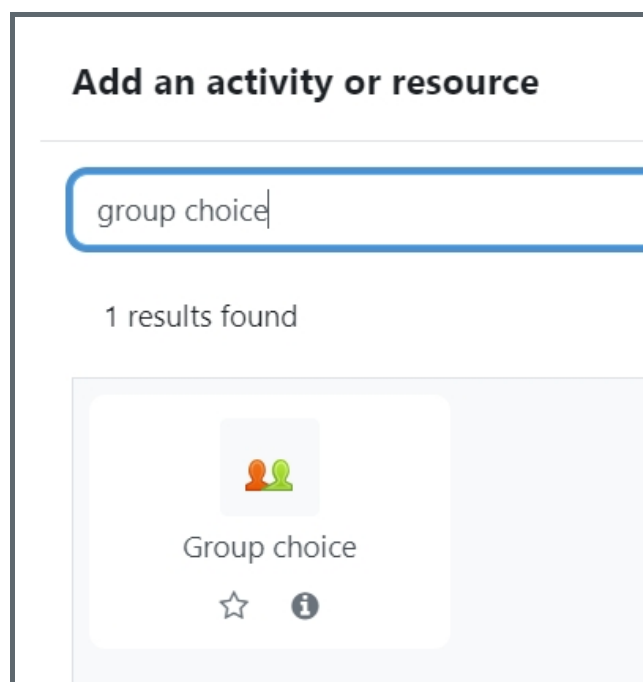 Add an activity or resource
group choice
1 results found
Group choice